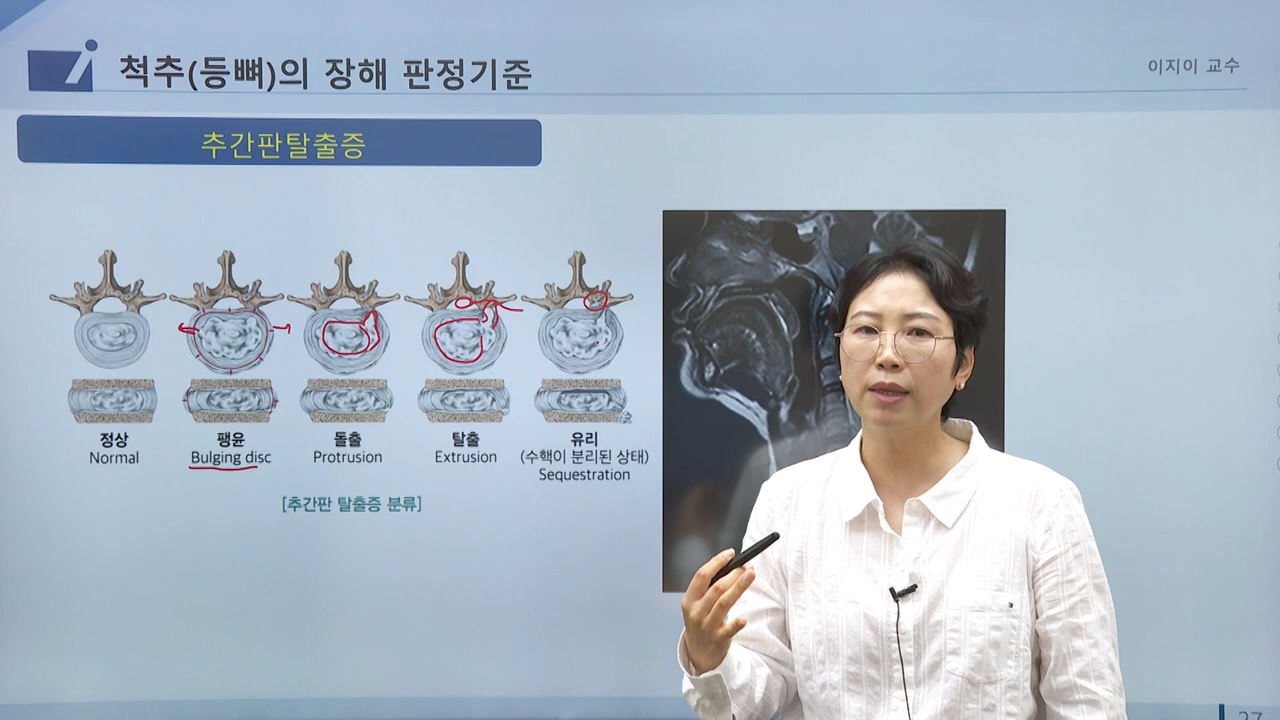 척추(등뼈)의 장해 판정기준
이지이 교수
추간판탈출증
정상
Normal
팽윤
Bulging disc
돌출
Protrusion
탈출
Extrusion
유리
(수핵이 분리된 상태)
Sequestration
[추간판 탈출증 분류]
27